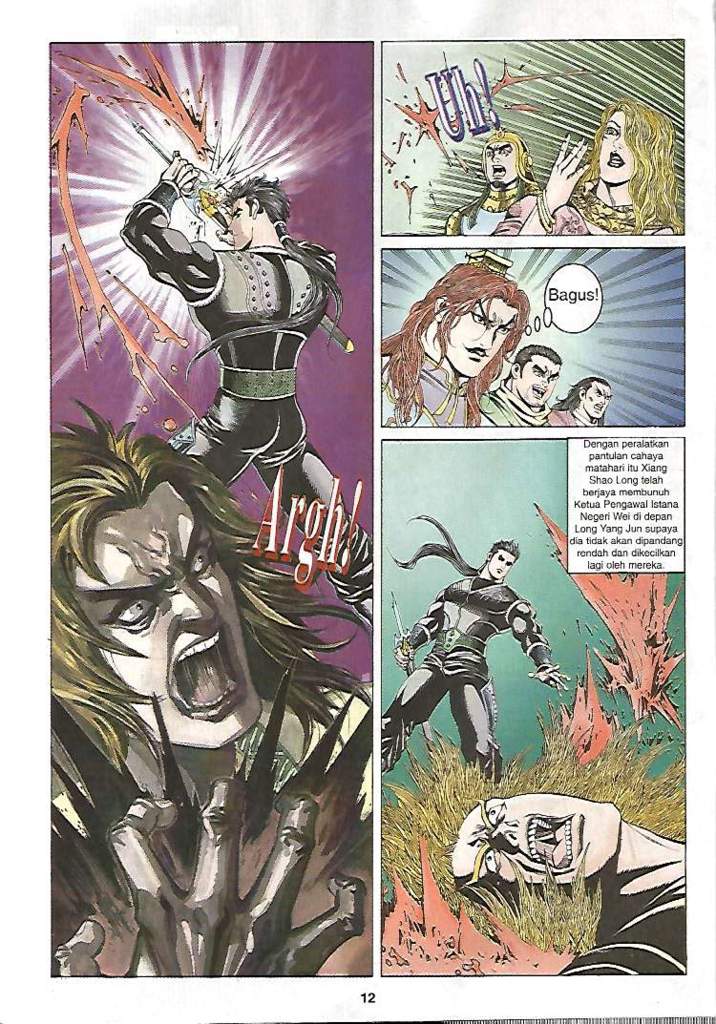 Argh!
Uh!
Bagus!
Dengan peralatkan
pantulan cahaya
matahari itu Xiang
Shao Long telah
berjaya membunuh
Ketua Pengawal Istana
Negeri Wei di depan
Long Yang Jun supaya
dia tidak akan dipandang
rendah dan dikecilkan
lagi oleh mereka.
12